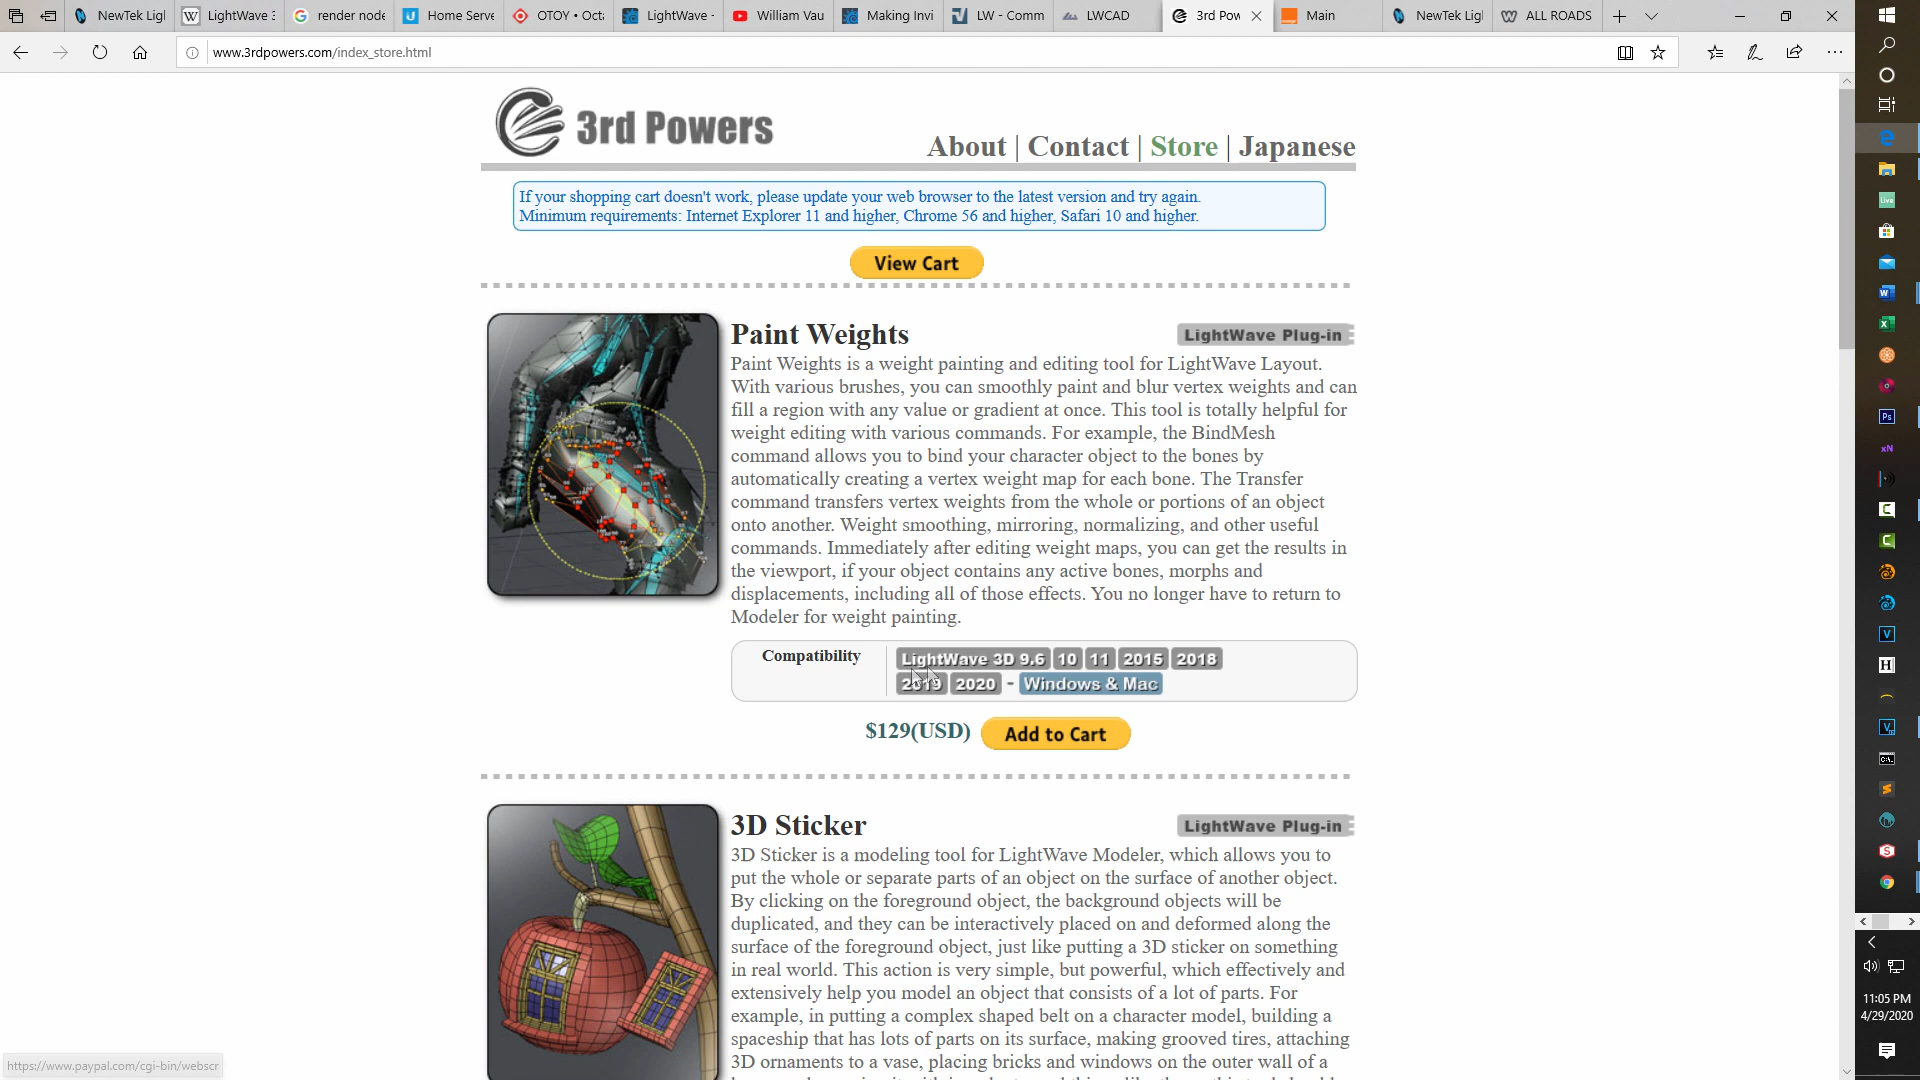 NewTek Ligl
LightWave 3
render node
Home Serve
OTOY • Octa
LightWave -
William Vau
Making Invi
LW - Comm
LWCAD
3rd Pow
Main
NewTek Ligl
ALL ROADS
www.3rdpowers.com/index_store.html
3rd Powers
About | Contact | Store | Japanese
If your shopping cart doesn't work, please update your web browser to the latest version and try again.
Minimum requirements: Internet Explorer 11 and higher, Chrome 56 and higher, Safari 10 and higher.
View Cart
Paint Weights
LightWave Plug-in
Paint Weights is a weight painting and editing tool for LightWave Layout.
With various brushes, you can smoothly paint and blur vertex weights and can
fill a region with any value or gradient at once. This tool is totally helpful for
weight editing with various commands. For example, the BindMesh
command allows you to bind your character object to the bones by
automatically creating a vertex weight map for each bone. The Transfer
command transfers vertex weights from the whole or portions of an object
onto another. Weight smoothing, mirroring, normalizing, and other useful
commands. Immediately after editing weight maps, you can get the results in
the viewport, if your object contains any active bones, morphs and
displacements, including all of those effects. You no longer have to return to
Modeler for weight painting.
Compatibility
LightWave 3D 9.6 10 11 2015 2018
2019 2020 - Windows & Mac
$129(USD) Add to Cart
3D Sticker
LightWave Plug-in
3D Sticker is a modeling tool for LightWave Modeler, which allows you to
put the whole or separate parts of an object on the surface of another object.
By clicking on the foreground object, the background objects will be
duplicated, and they can be interactively placed on and deformed along the
surface of the foreground object, just like putting a 3D sticker on something
in real world. This action is very simple, but powerful, which effectively and
extensively help you model an object that consists of a lot of parts. For
example, in putting a complex shaped belt on a character model, building a
spaceship that has lots of parts on its surface, making grooved tires, attaching
3D ornaments to a vase, placing bricks and windows on the outer wall of a
https://www.paypal.com/cgi-bin/webscr
Live
Ps
xN
11:05 PM
4/29/2020